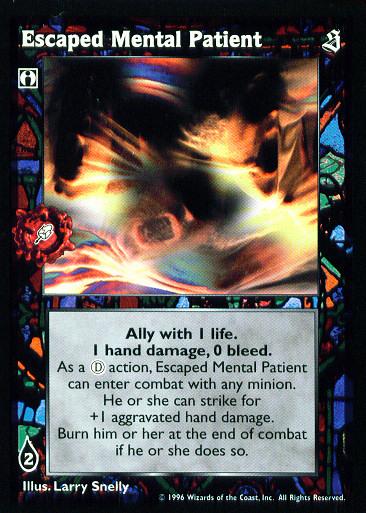 Escaped Mental Patient
Ally with 1 life.
1 hand damage, 0 bleed.
As a Ⓓ action, Escaped Mental Patient
can enter combat with any minion.
He or she can strike for
+1 aggravated hand damage.
Burn him or her at the end of combat
if he or she does so.
2
Illus. Larry Snelly
© 1996 Wizards of the Coast, Inc. All Rights Reserved.